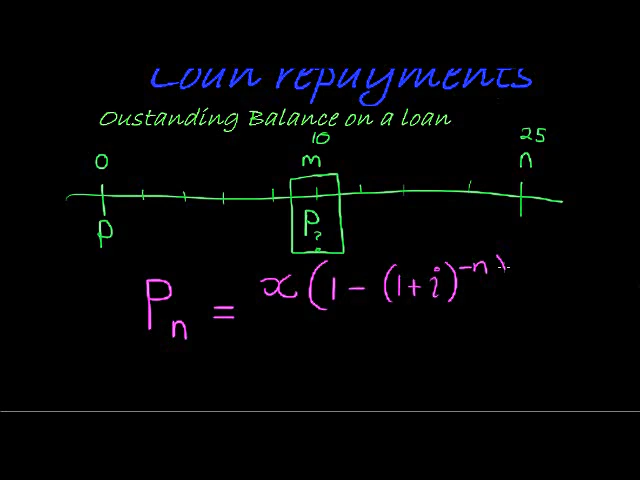 Loan repayments
Oustanding Balance on a loan
10 25
0 m n
P P?
Pn = x(1 - (1+i)^-n)